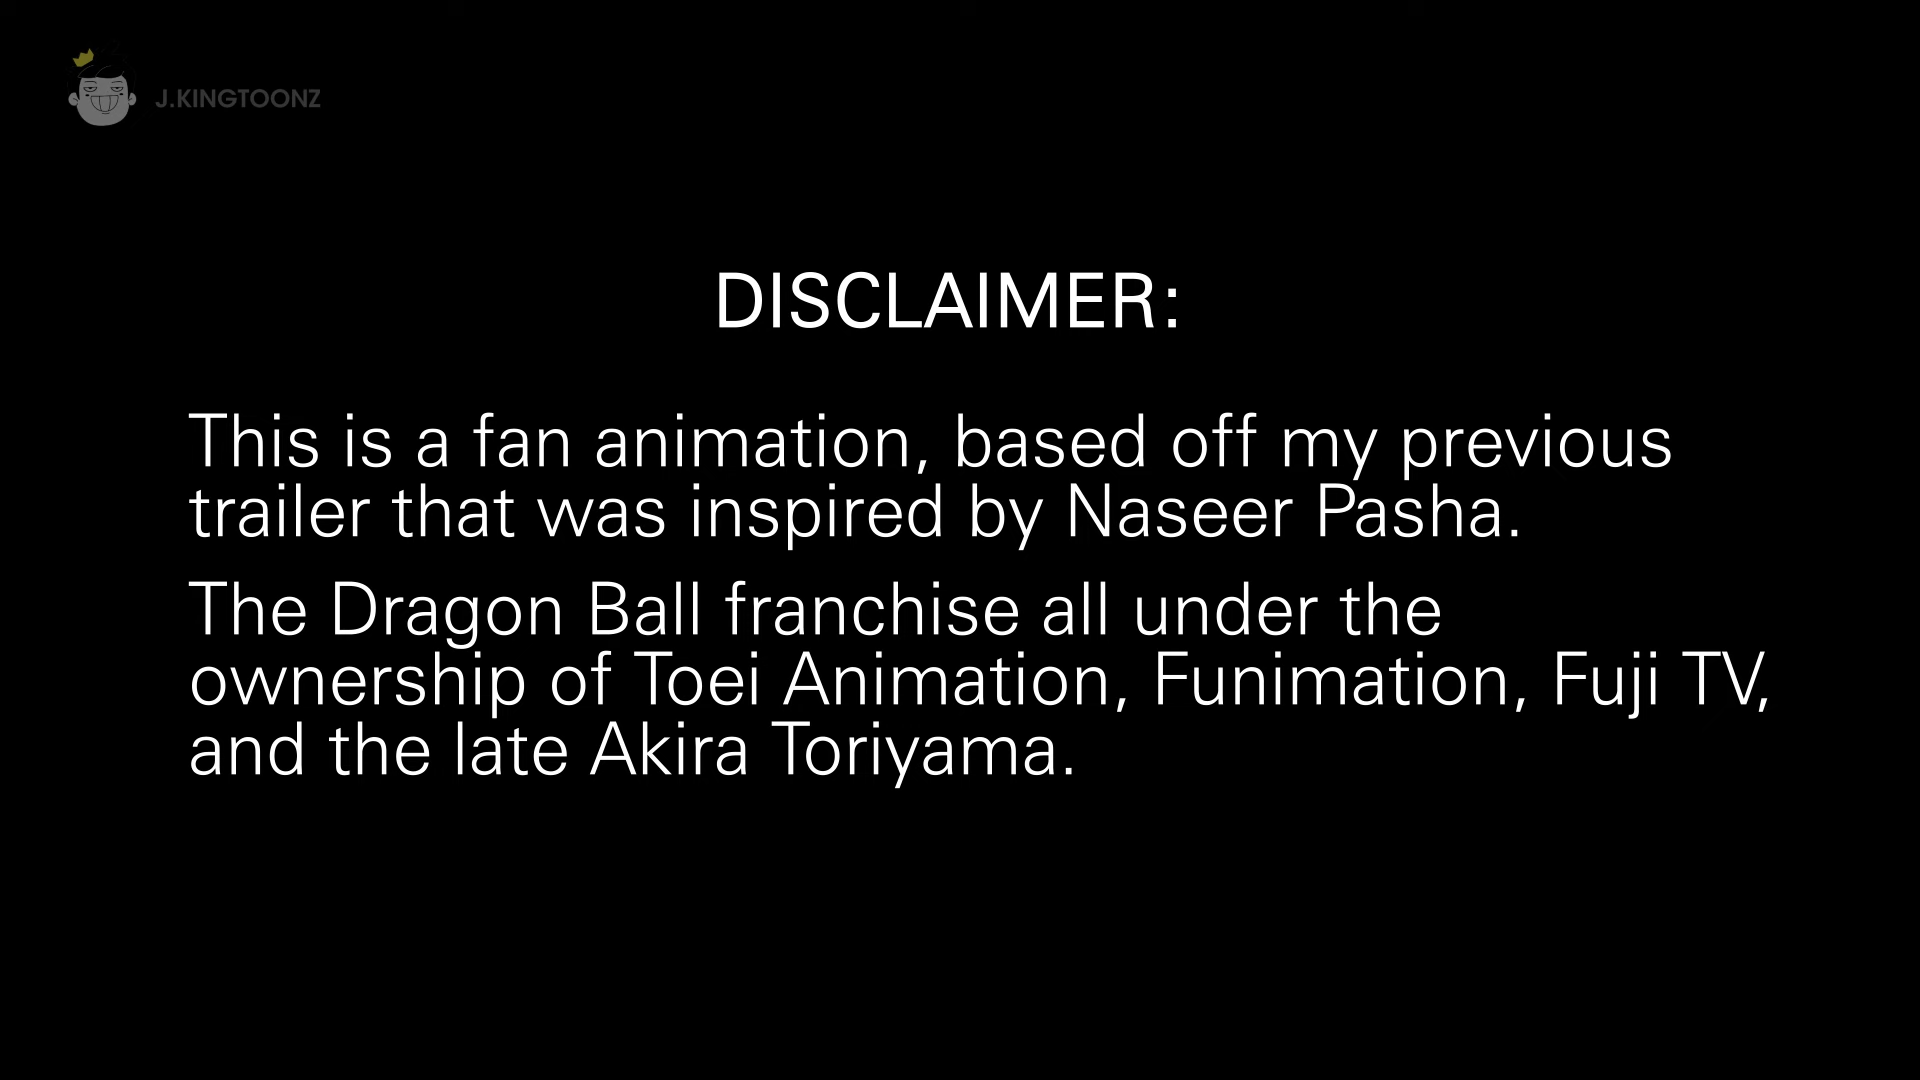 J.KINGTOONZ
DISCLAIMER:
This is a fan animation, based off my previous
trailer that was inspired by Naseer Pasha.
The Dragon Ball franchise all under the
ownership of Toei Animation, Funimation, Fuji TV,
and the late Akira Toriyama.